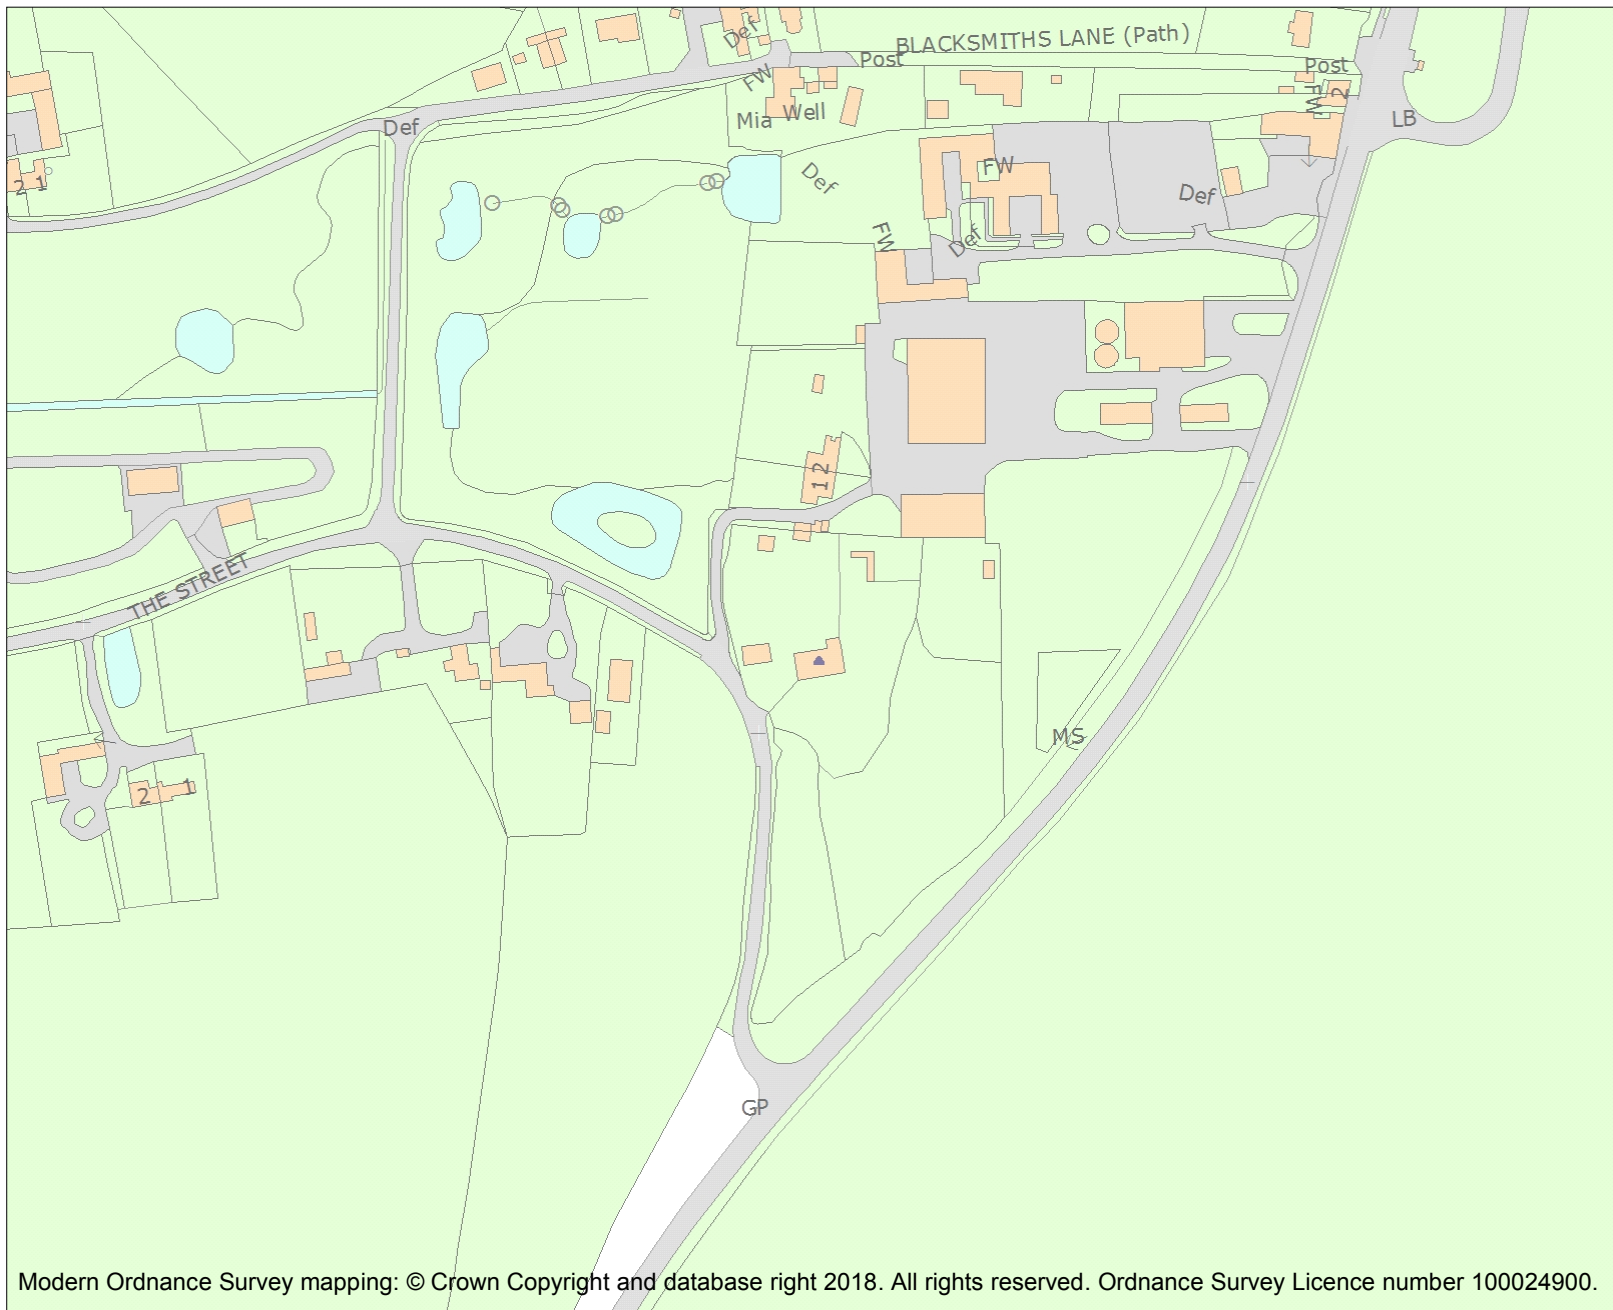 Def
BLACKSMITHS LANE (Path)
Post
Post
FW
FW
2
Mia
Well
LB
Def
FW
Def
Def
2 1
FW
Def
1 2
THE STREET
MS
2
1
GP
Modern Ordnance Survey mapping: © Crown Copyright and database right 2018. All rights reserved. Ordnance Survey Licence number 100024900.